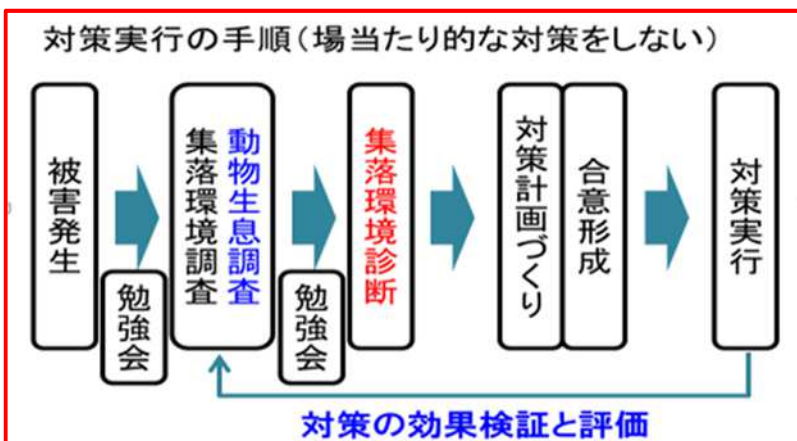 対策実行の手順(場当たり的な対策をしない)
被害発生
勉強会
動物生息調査
集落環境調査
勉強会
集落環境診断
対策計画づくり
合意形成
対策実行
対策の効果検証と評価